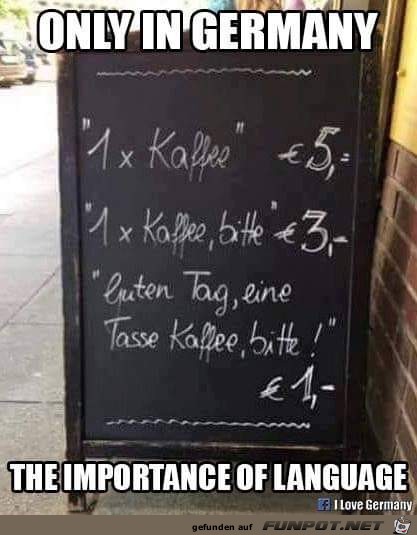 ONLY IN GERMANY
"1 x Kaffee" € 5,=
"1 x Kaffee, bitte" € 3,-
"Guten Tag, eine
Tasse Kaffee, bitte!"
€ 1,-
THE IMPORTANCE OF LANGUAGE
f I Love Germany
gefunden auf FUNPOT.NET